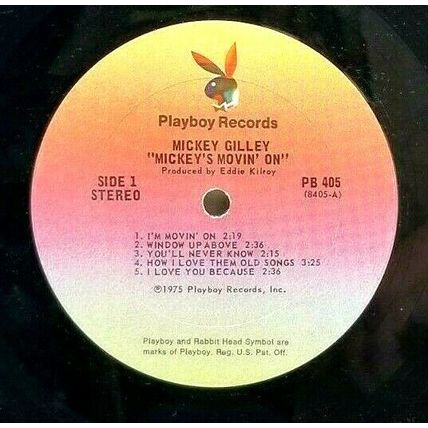 Playboy Records
MICKEY GILLEY
"MICKEY'S MOVIN' ON"
Produced by Eddie Kilroy
SIDE 1
STEREO
PB 405
(8405-A)
1. I'M MOVIN' ON 2:19
2. WINDOW UP ABOVE 2:36
3. YOU'LL NEVER KNOW 2:15
4. HOW I LOVE THEM OLD SONGS 3:25
5. I LOVE YOU BECAUSE 2:36
℗1975 Playboy Records, Inc.
Playboy and Rabbit Head Symbol are
marks of Playboy. Reg. U.S. Pat. Off.